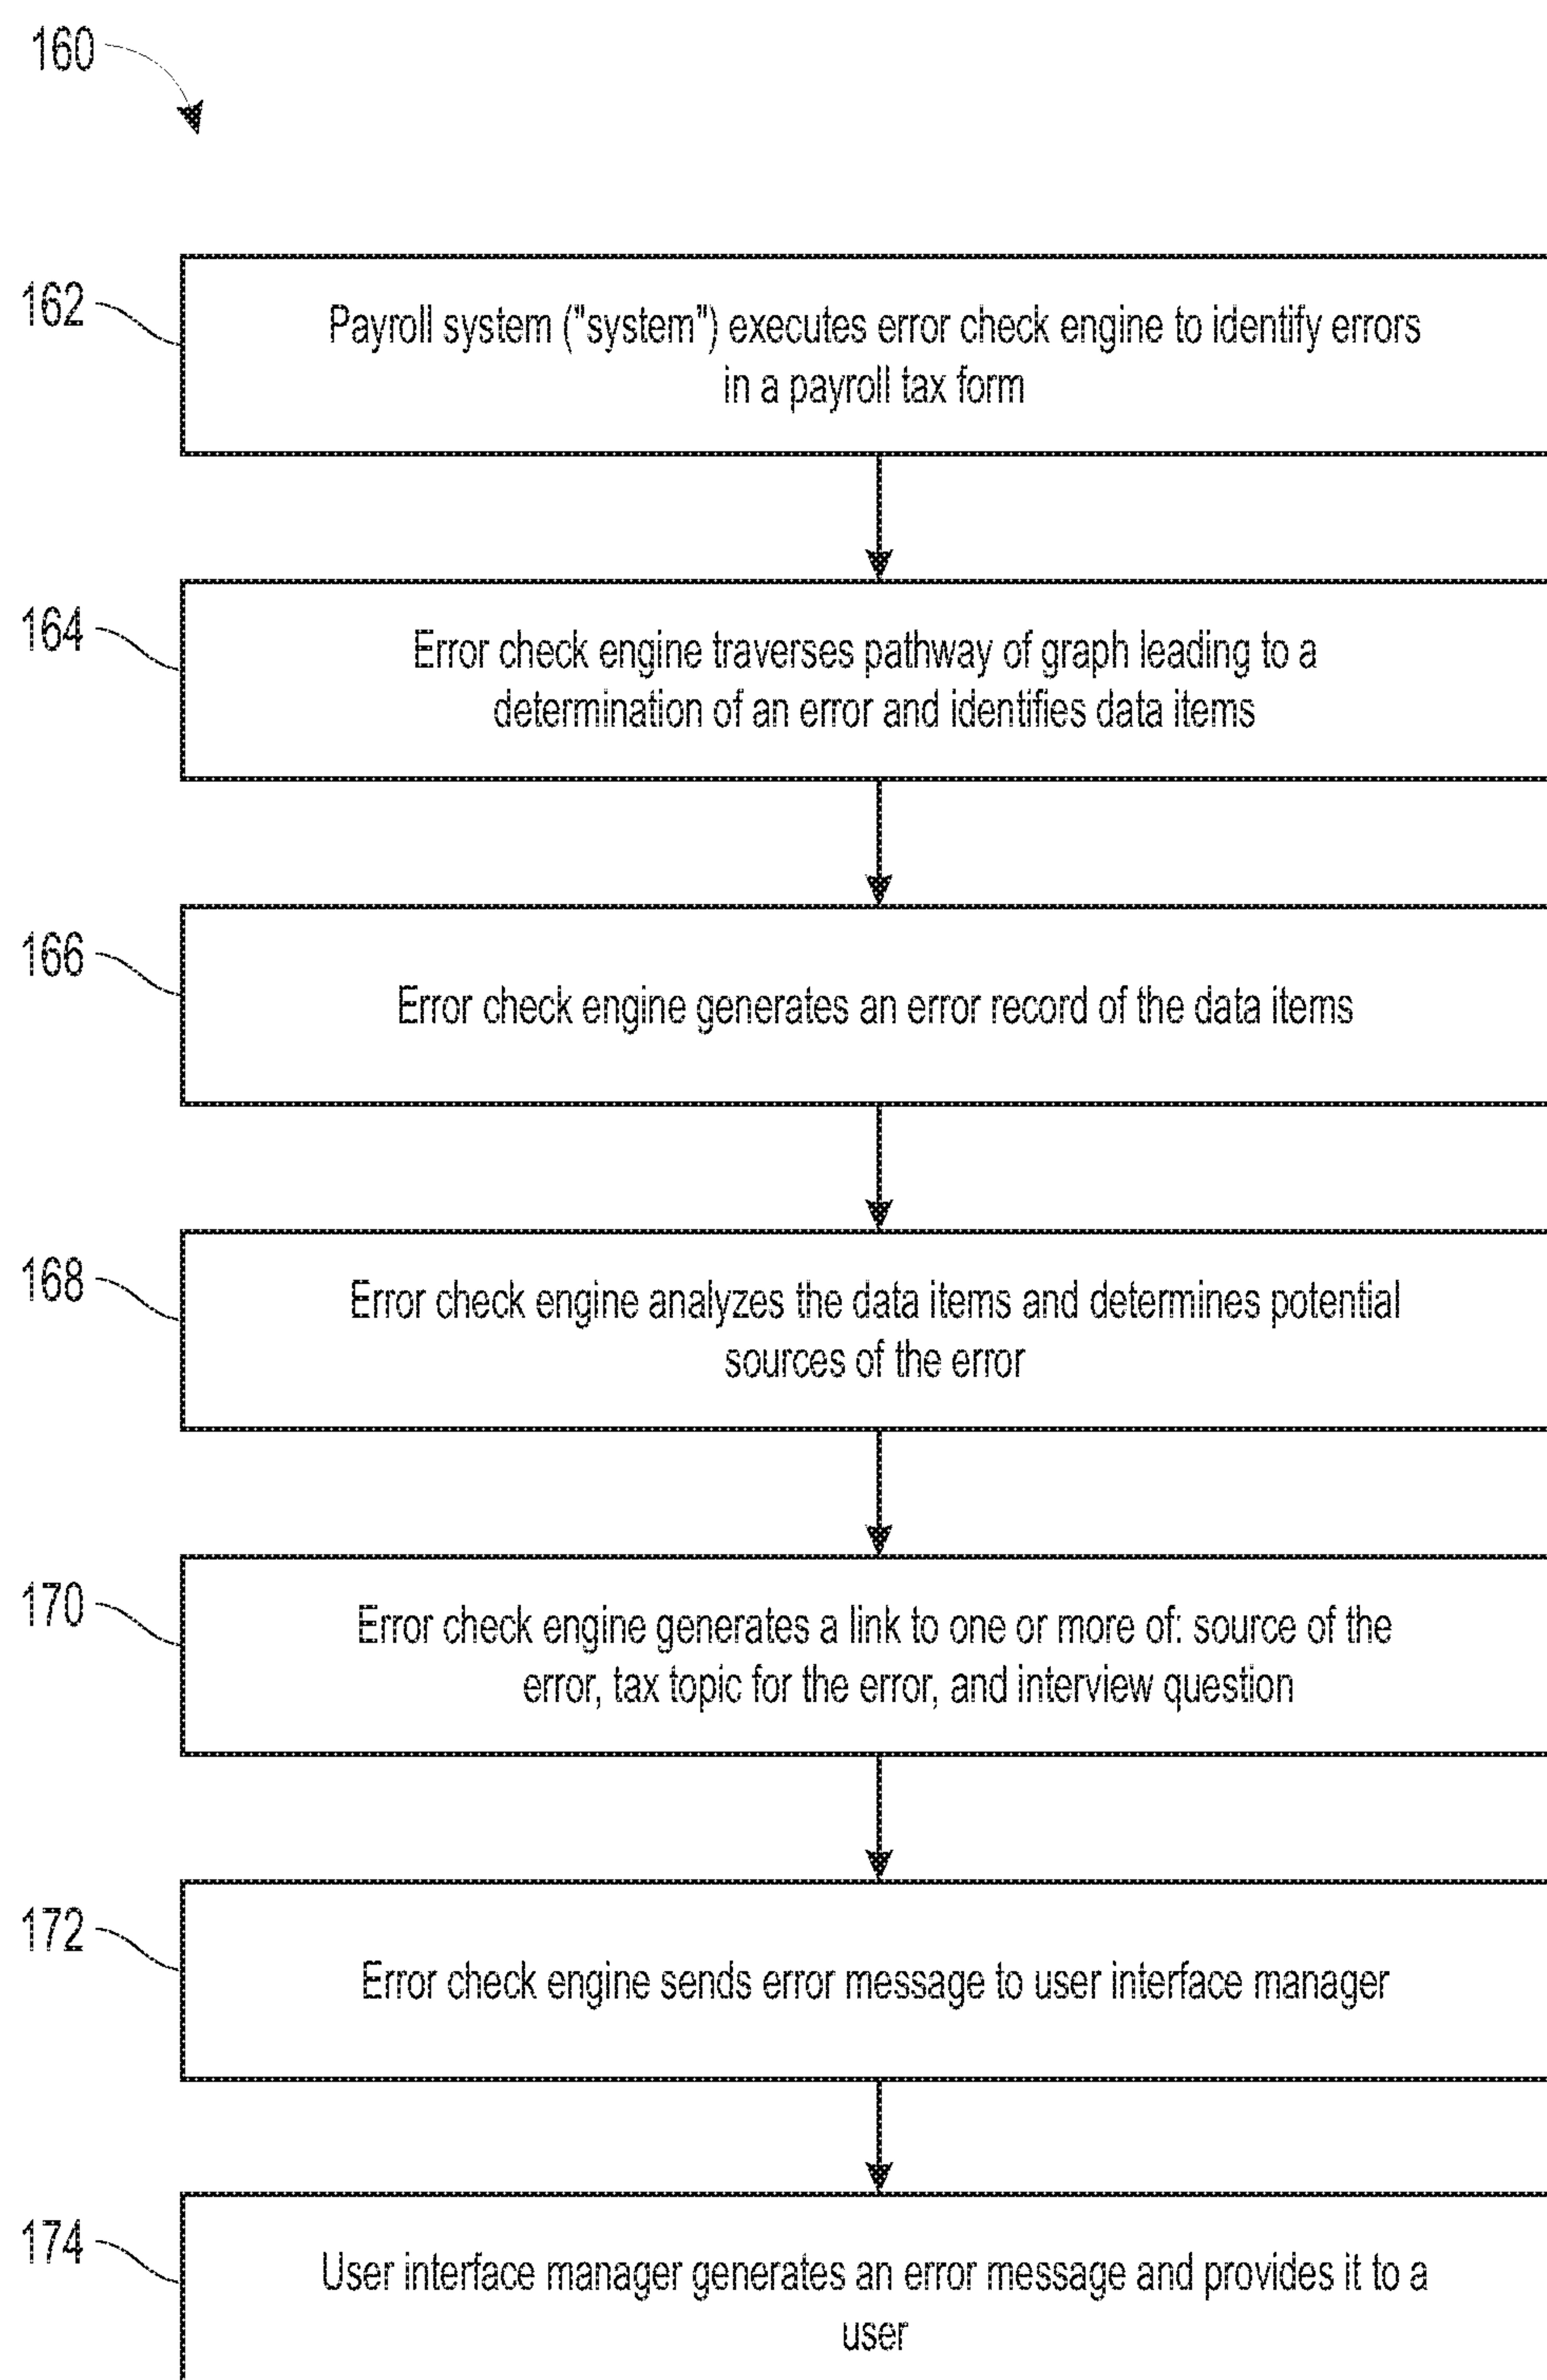 160
162
Payroll system ("system") executes error check engine to identify errors
in a payroll tax form
164
Error check engine traverses pathway of graph leading to a
determination of an error and identifies data items
166
Error check engine generates an error record of the data items
168
Error check engine analyzes the data items and determines potential
sources of the error
170
Error check engine generates a link to one or more of: source of the
error, tax topic for the error, and interview question
172
Error check engine sends error message to user interface manager
174
User interface manager generates an error message and provides it to a
user